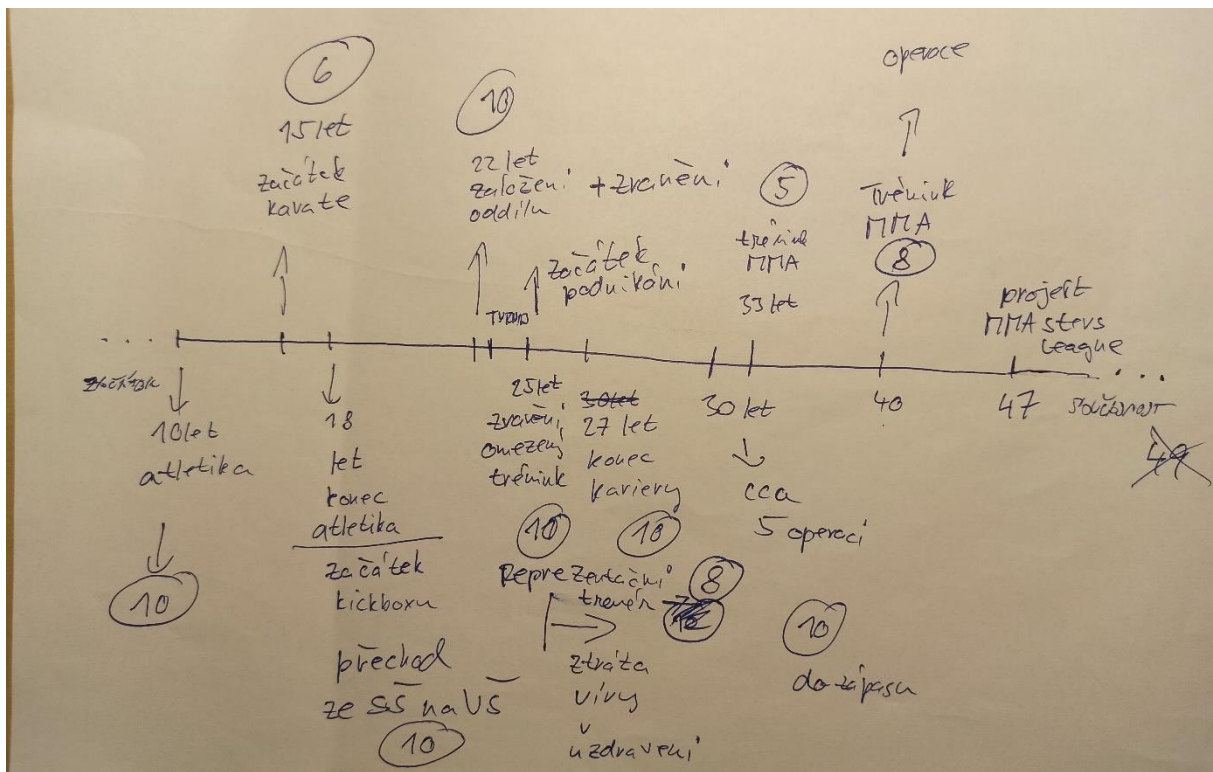 6
15 let
začátek
karate
10
22 let
založení
oddílu
+ zranění
začátek
podnikání
5
trénink
MMA
33 let
operace
Trénink
MMA
8
projekt
MMA stars
League
. . .
10 let
atletika
10
18
let
konec
atletika
začátek
kickboxu
přechod
ze SŠ na VŠ
10
25 let
zranění,
omezený
trénink
10
30 let
27 let
konec
kariery
10
Reprezentační
trenér
8
ztráta
víry
v
uzdravení
30 let
cca
5 operací
10
do zápasu
40
47
současnost
. . .
49